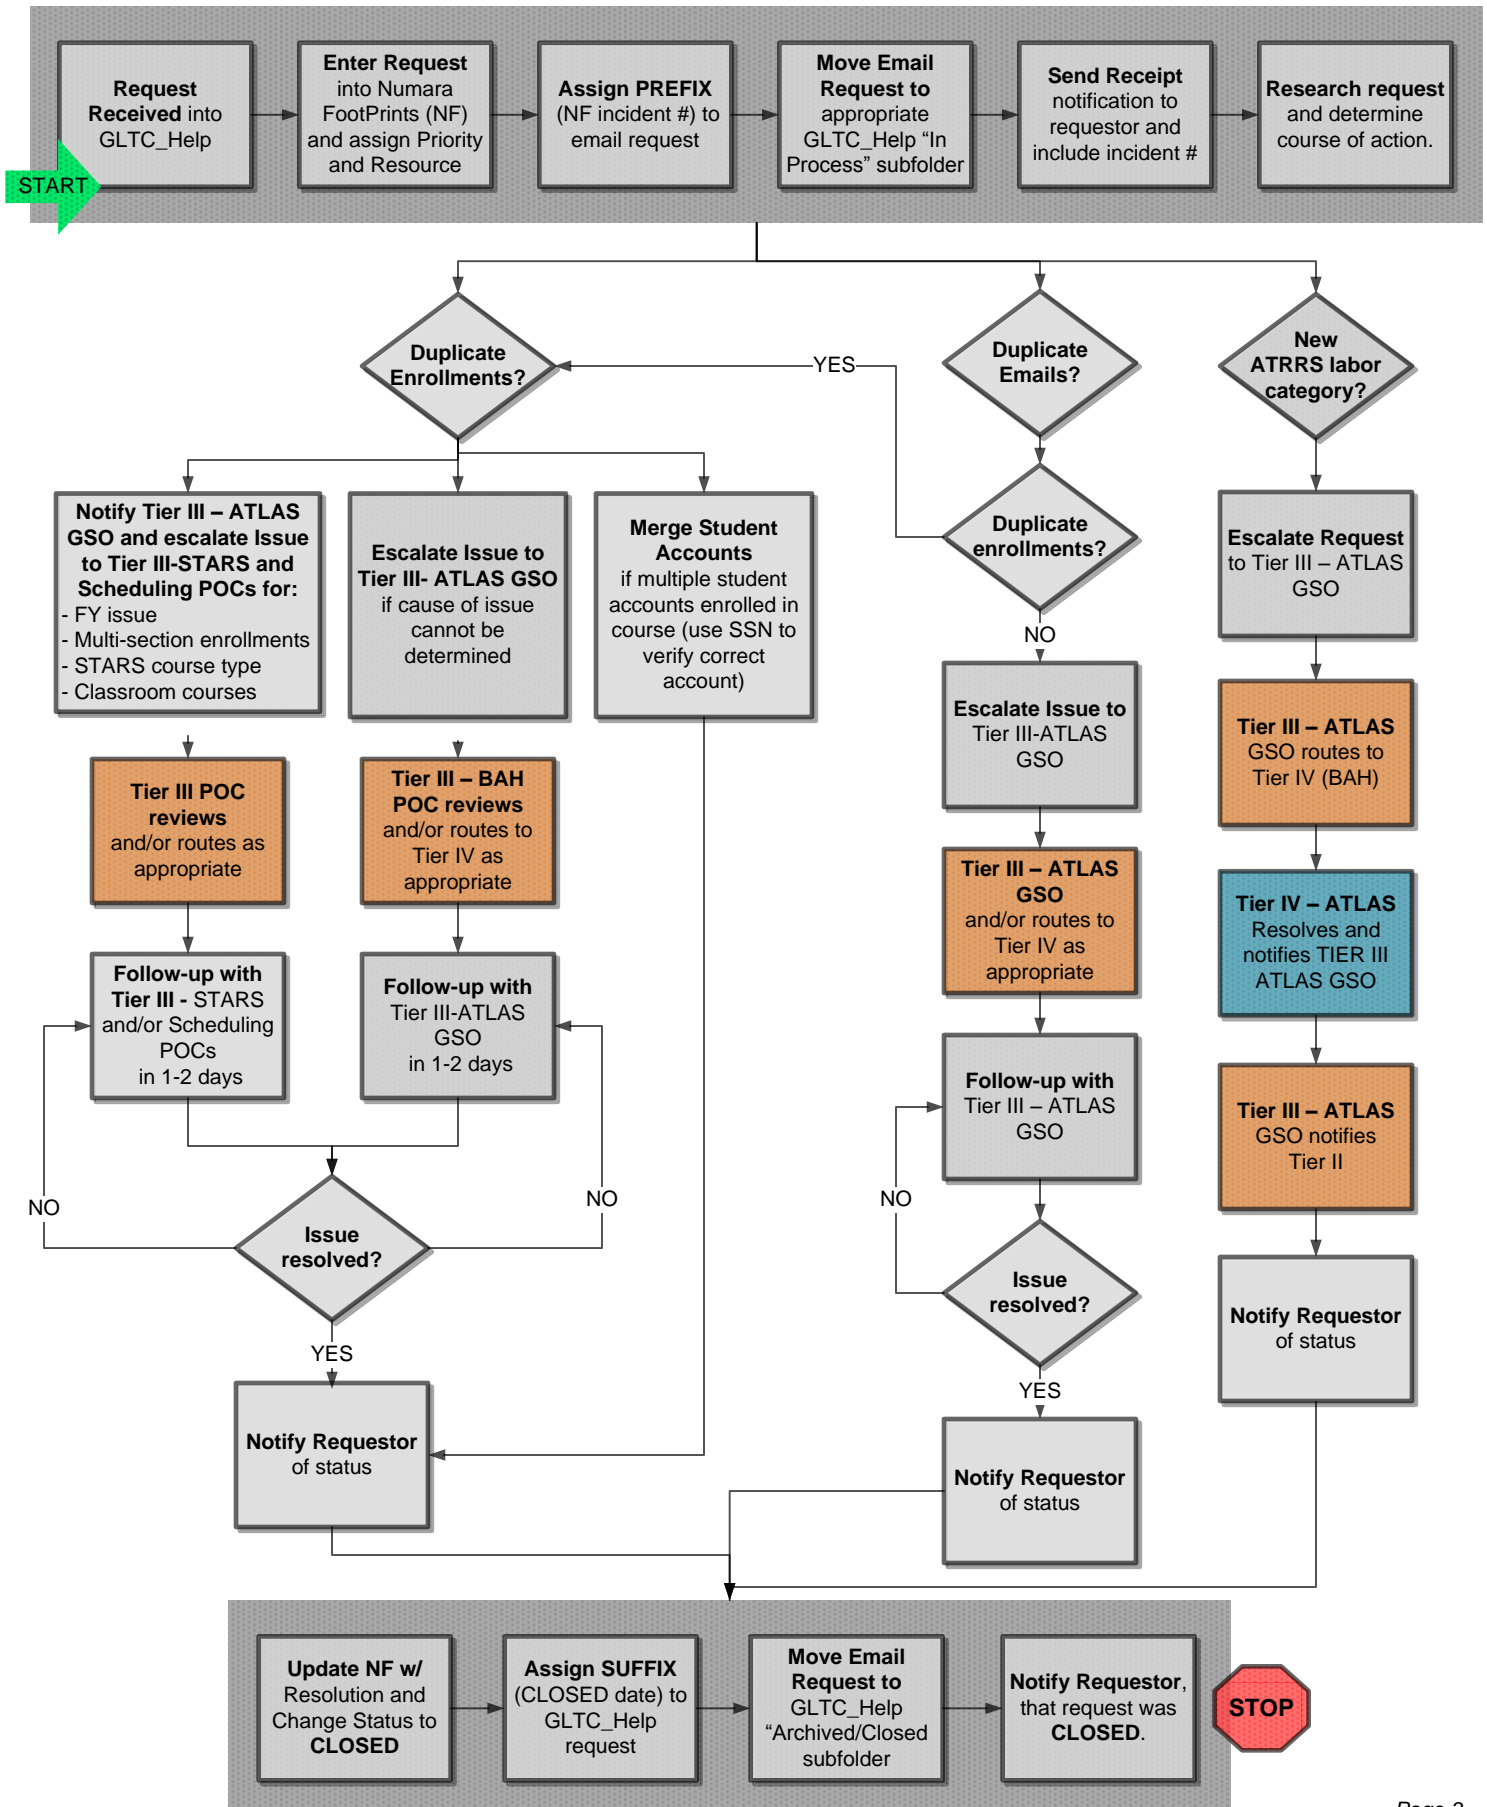 START
Request
Received into
GLTC_Help
Enter Request
into Numara
FootPrints (NF)
and assign Priority
and Resource
Assign PREFIX
(NF incident #) to
email request
Move Email
Request to
appropriate
GLTC_Help “In
Process” subfolder
Send Receipt
notification to
requestor and
include incident #
Research request
and determine
course of action.
Duplicate
Enrollments?
YES
Duplicate
Emails?
New
ATRRS labor
category?
Notify Tier III – ATLAS
GSO and escalate Issue
to Tier III-STARS and
Scheduling POCs for:
- FY issue
- Multi-section enrollments
- STARS course type
- Classroom courses
Escalate Issue to
Tier III- ATLAS GSO
if cause of issue
cannot be
determined
Merge Student
Accounts
if multiple student
accounts enrolled in
course (use SSN to
verify correct
account)
Duplicate
enrollments?
NO
Escalate Request
to Tier III – ATLAS
GSO
Escalate Issue to
Tier III-ATLAS
GSO
Tier III – ATLAS
GSO routes to
Tier IV (BAH)
Tier III POC
reviews
and/or routes as
appropriate
Tier III – BAH
POC reviews
and/or routes to
Tier IV as
appropriate
Tier III – ATLAS
GSO
and/or routes to
Tier IV as
appropriate
Tier IV – ATLAS
Resolves and
notifies TIER III
ATLAS GSO
Follow-up with
Tier III - STARS
and/or Scheduling
POCs
in 1-2 days
Follow-up with
Tier III-ATLAS
GSO
in 1-2 days
Follow-up with
Tier III – ATLAS
GSO
Tier III – ATLAS
GSO notifies
Tier II
NO
Issue
resolved?
NO
NO
Issue
resolved?
Notify Requestor
of status
YES
YES
Notify Requestor
of status
Notify Requestor
of status
Update NF w/
Resolution and
Change Status to
CLOSED
Assign SUFFIX
(CLOSED date) to
GLTC_Help
request
Move Email
Request to
GLTC_Help
“Archived/Closed
subfolder
Notify Requestor,
that request was
CLOSED.
STOP